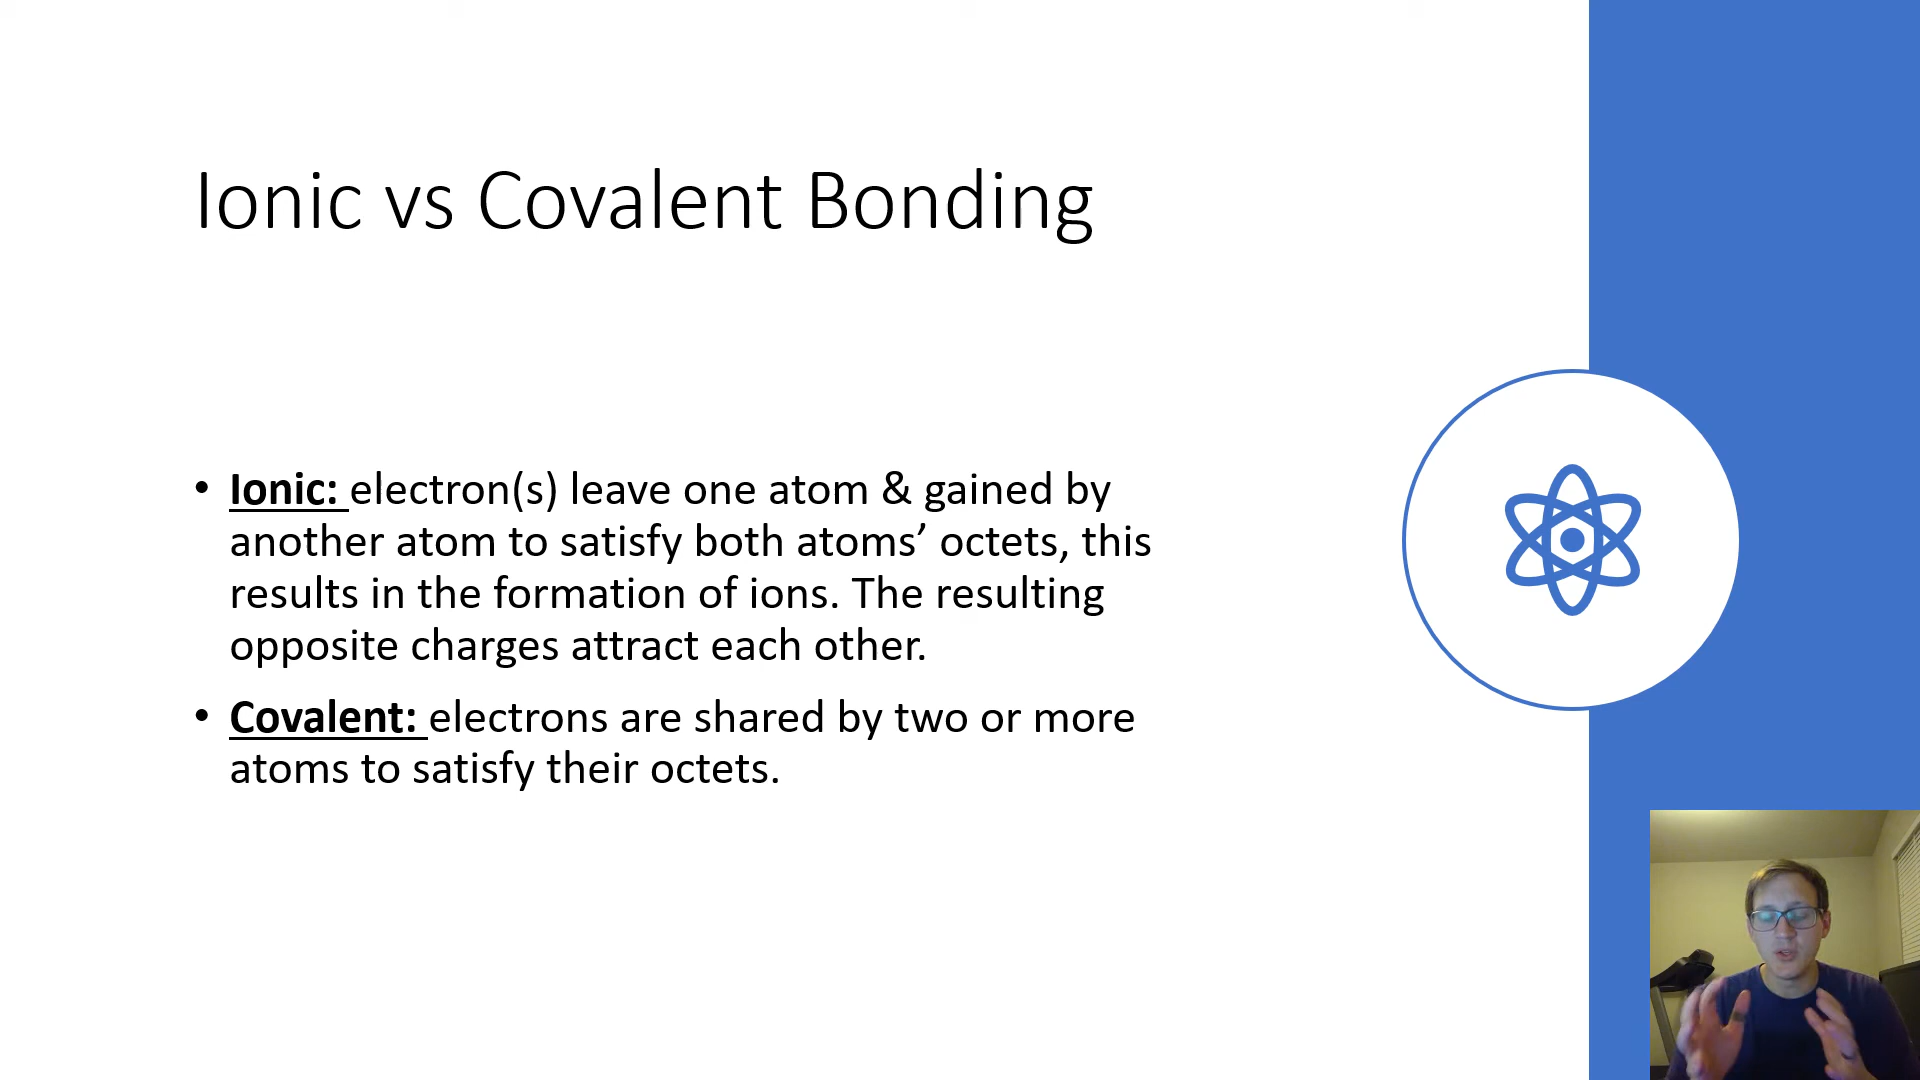 Ionic vs Covalent Bonding
• Ionic: electron(s) leave one atom & gained by
another atom to satisfy both atoms’ octets, this
results in the formation of ions. The resulting
opposite charges attract each other.
• Covalent: electrons are shared by two or more
atoms to satisfy their octets.